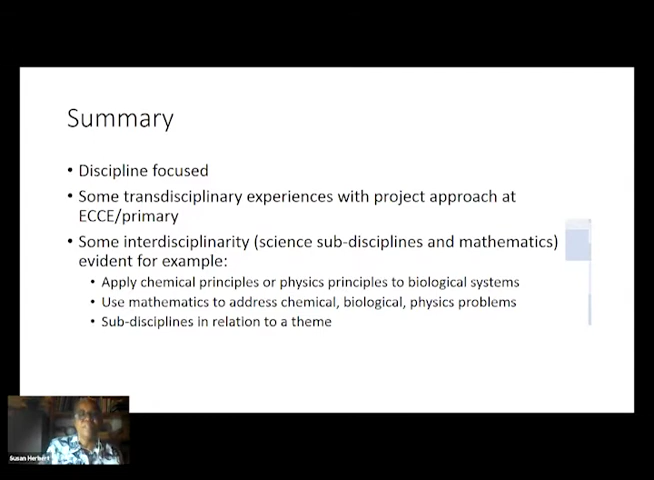 Summary
• Discipline focused
• Some transdisciplinary experiences with project approach at
ECCE/primary
• Some interdisciplinarity (science sub-disciplines and mathematics)
evident for example:
• Apply chemical principles or physics principles to biological systems
• Use mathematics to address chemical, biological, physics problems
• Sub-disciplines in relation to a theme
Susan Herbert